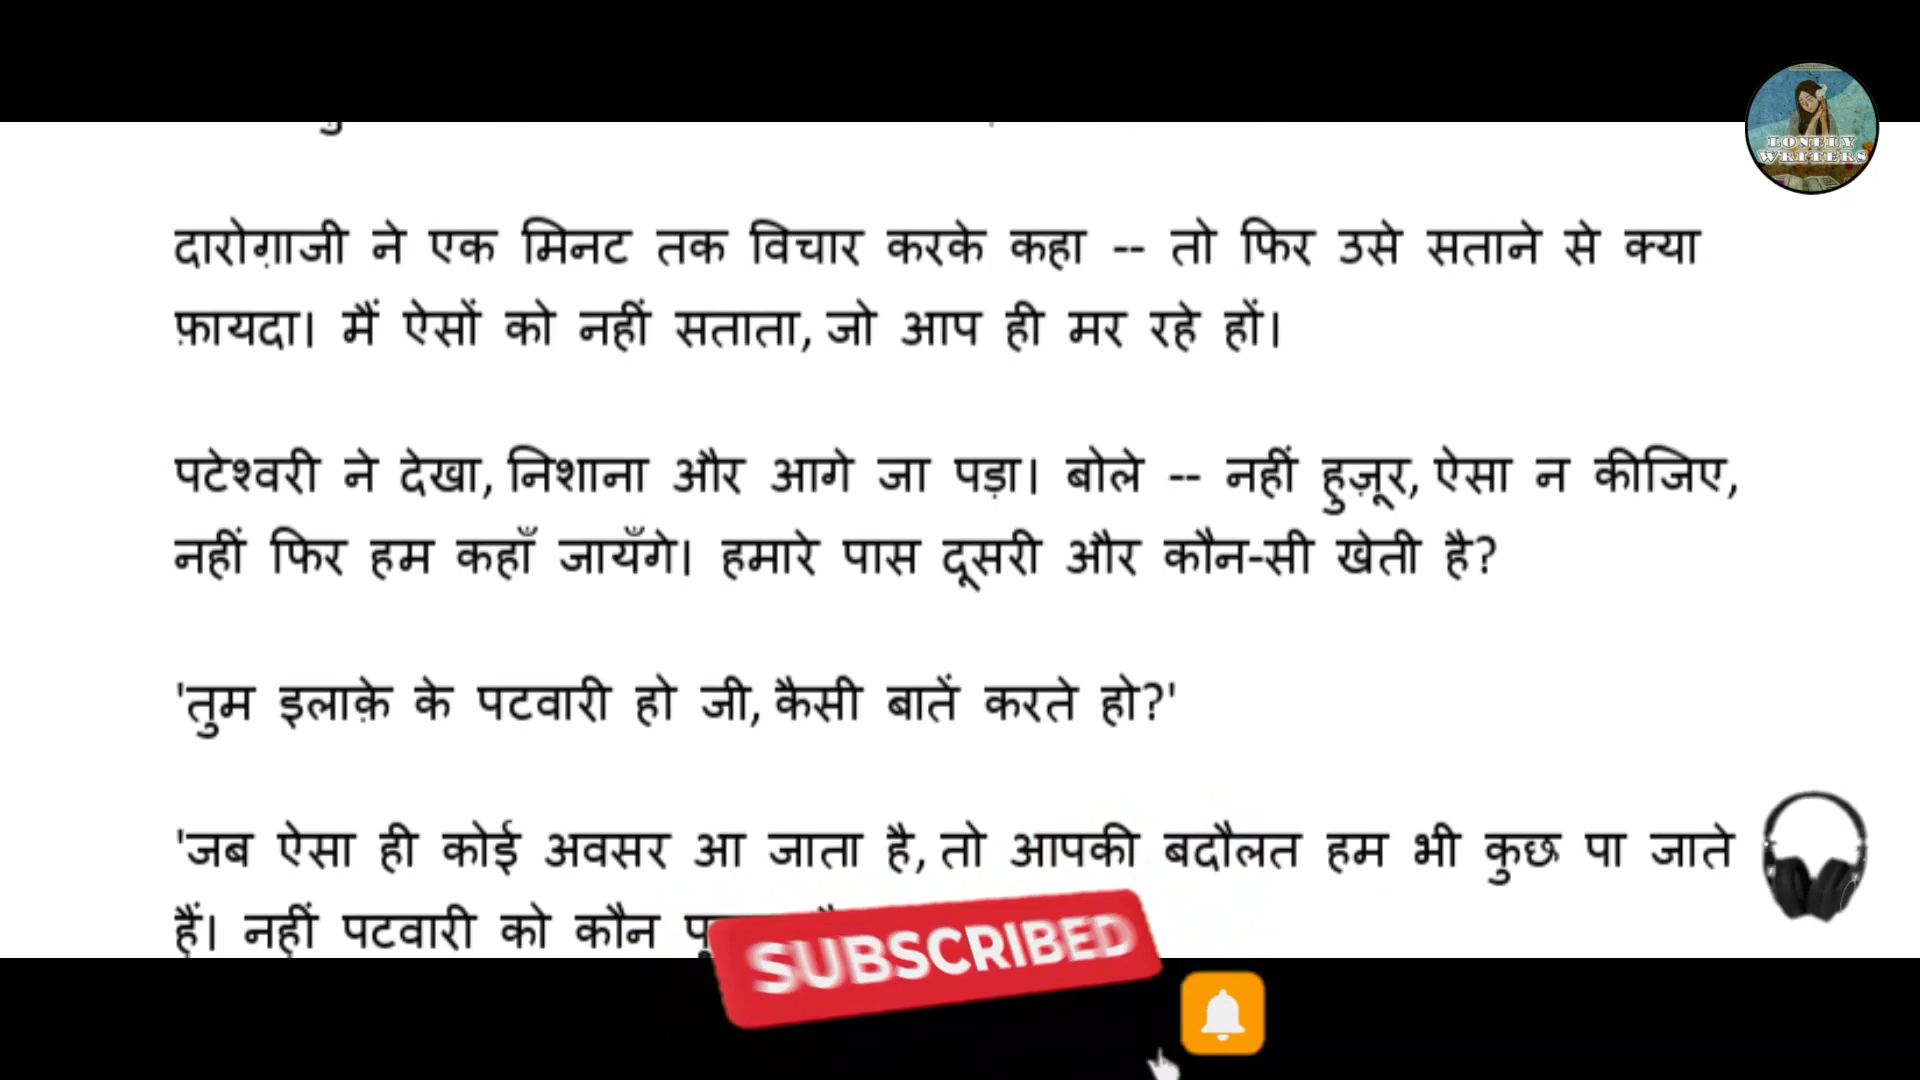 LONELY
WRITERS
दारोग़ाजी ने एक मिनट तक विचार करके कहा -- तो फिर उसे सताने से क्या
फ़ायदा। मैं ऐसों को नहीं सताता, जो आप ही मर रहे हों।
पटेश्वरी ने देखा, निशाना और आगे जा पड़ा। बोले -- नहीं हुज़ूर, ऐसा न कीजिए,
नहीं फिर हम कहाँ जायँगे। हमारे पास दूसरी और कौन-सी खेती है?
'तुम इलाक़े के पटवारी हो जी, कैसी बातें करते हो?'
'जब ऐसा ही कोई अवसर आ जाता है, तो आपकी बदौलत हम भी कुछ पा जाते
हैं। नहीं पटवारी को कौन
SUBSCRIBED